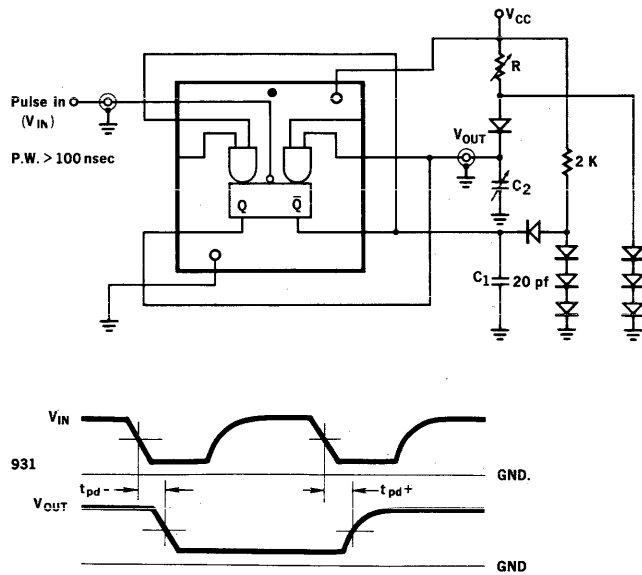 V_CC
R
Pulse in
(V_IN)
V_OUT
P.W. > 100 nsec
C_2
2 K
Q
Q̅
C_1
20 pf
V_IN
931
GND.
t_pd-
t_pd+
V_OUT
GND